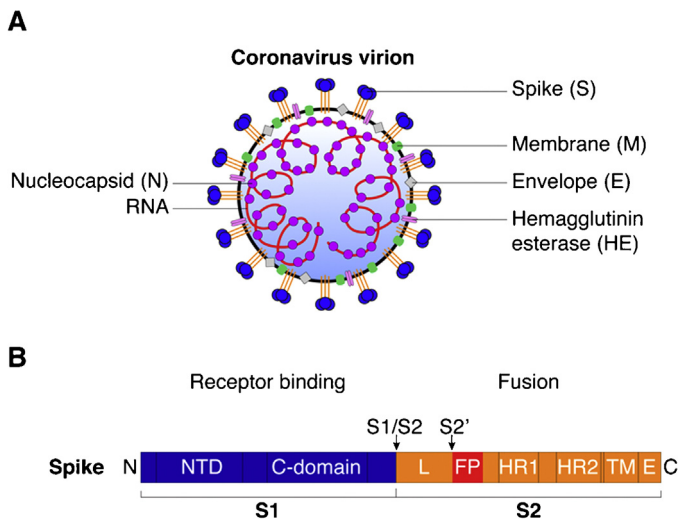 A
Coronavirus virion
Spike (S)
Membrane (M)
Nucleocapsid (N)
Envelope (E)
RNA
Hemagglutinin
esterase (HE)
B
Receptor binding
Fusion
S1/S2 S2’
Spike N NTD C-domain L FP HR1 HR2 TM E C
S1 S2